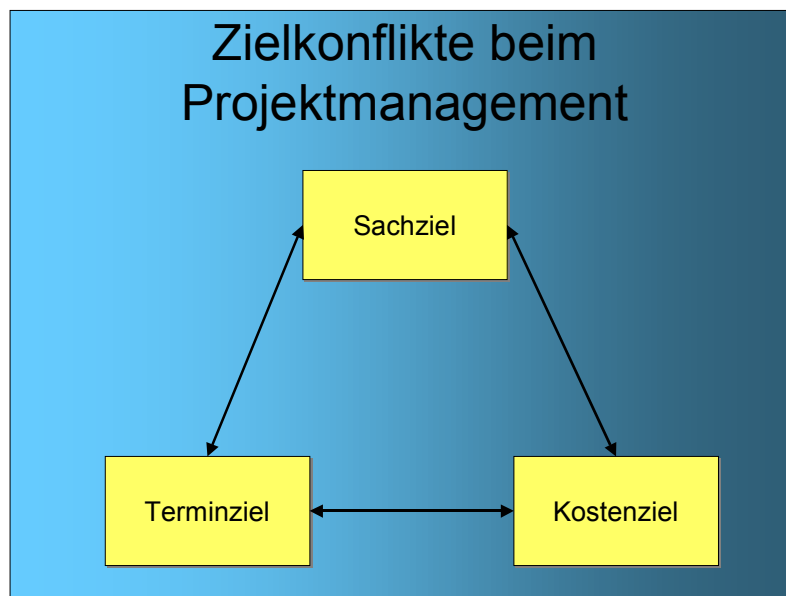 Zielkonflikte beim
Projektmanagement
Sachziel
Terminziel
Kostenziel